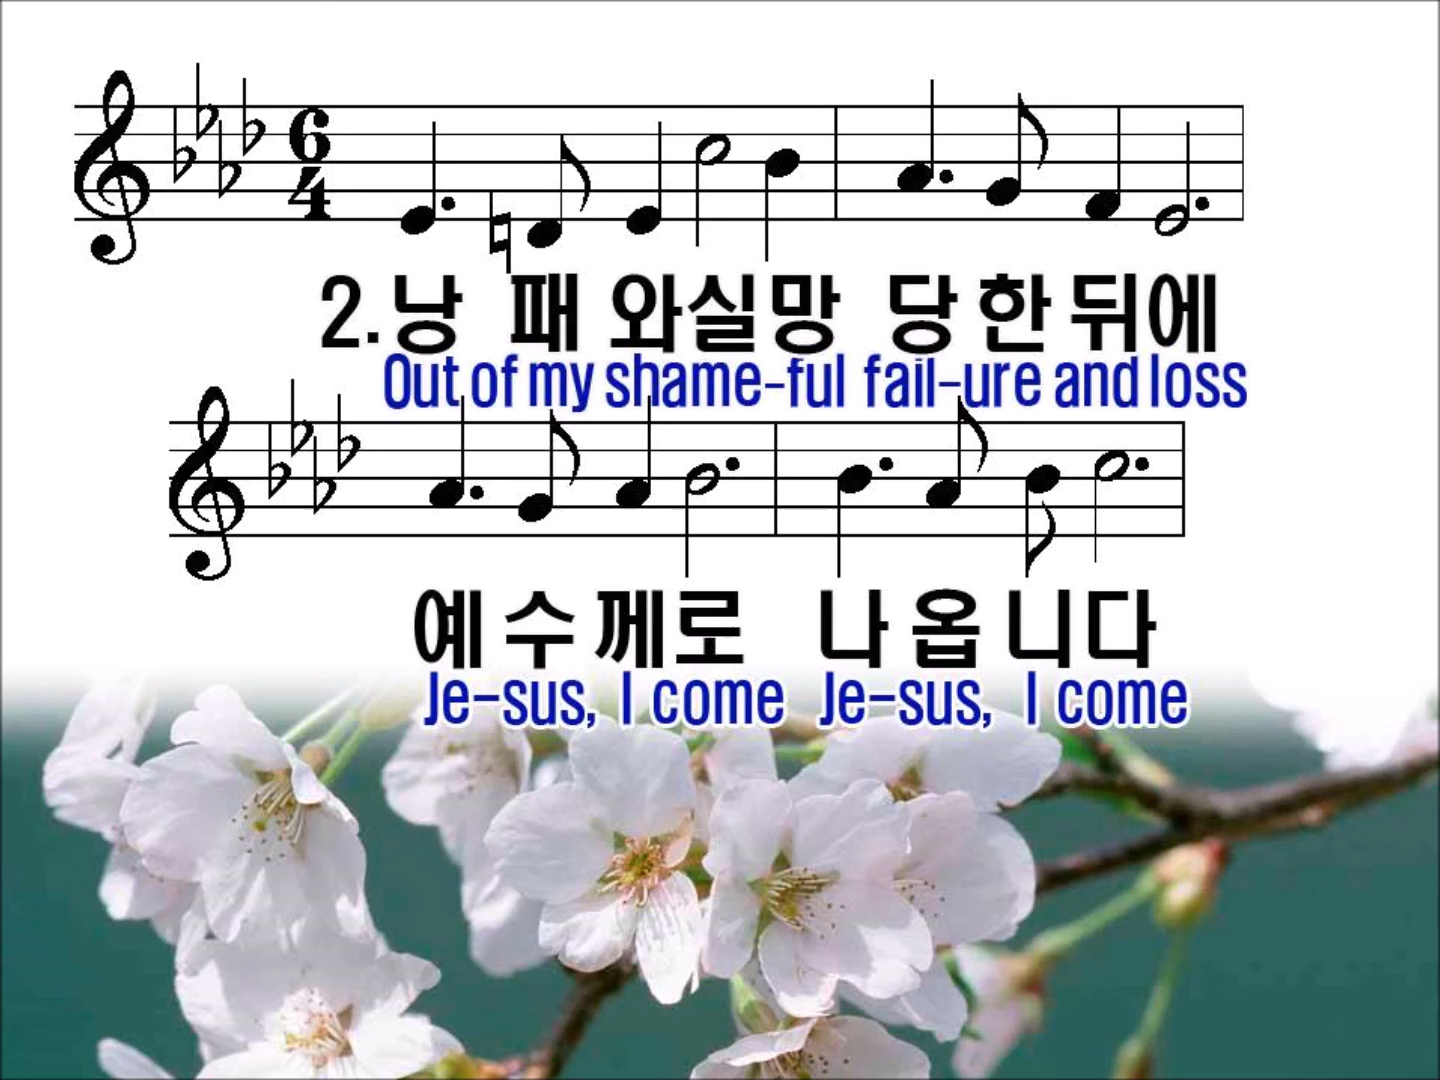 2. 낭 패 와 실 망 당 한 뒤 에
Out of my shame-ful fail-ure and loss
예 수 께 로 나 옵 니 다
Je-sus, I come Je-sus, I come